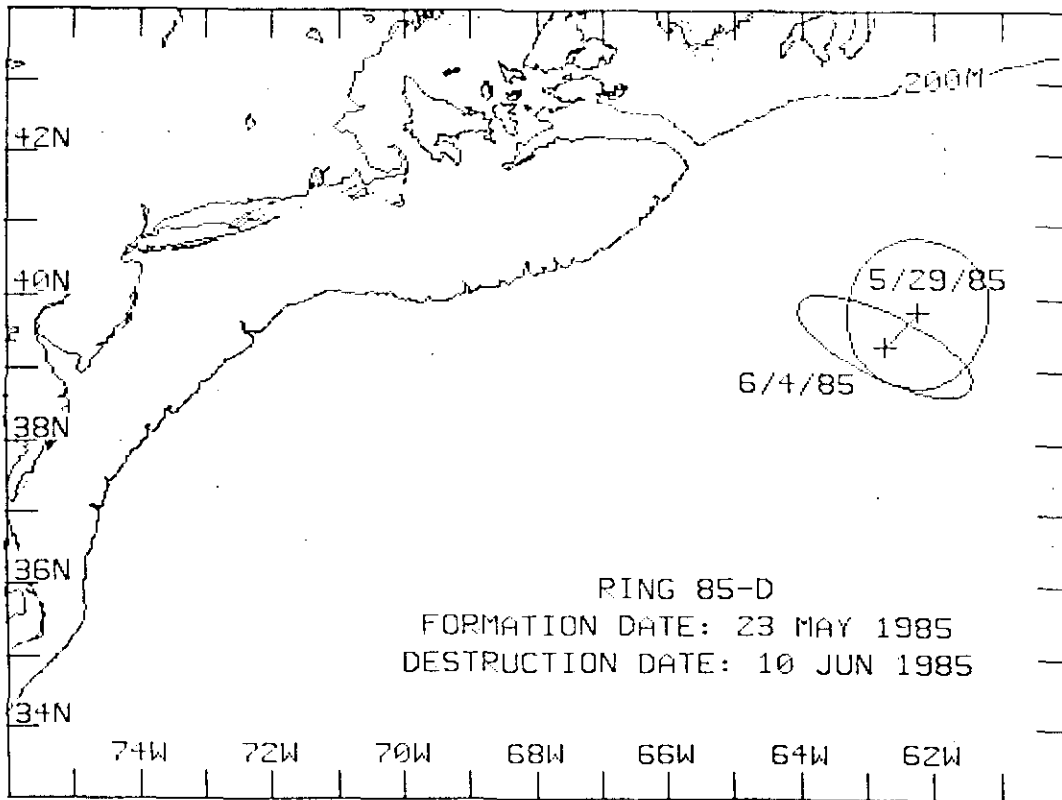 200M
42N
40N
5/29/85
6/4/85
38N
36N
RING 85-D
FORMATION DATE: 23 MAY 1985
DESTRUCTION DATE: 10 JUN 1985
34N
74W 72W 70W 68W 66W 64W 62W